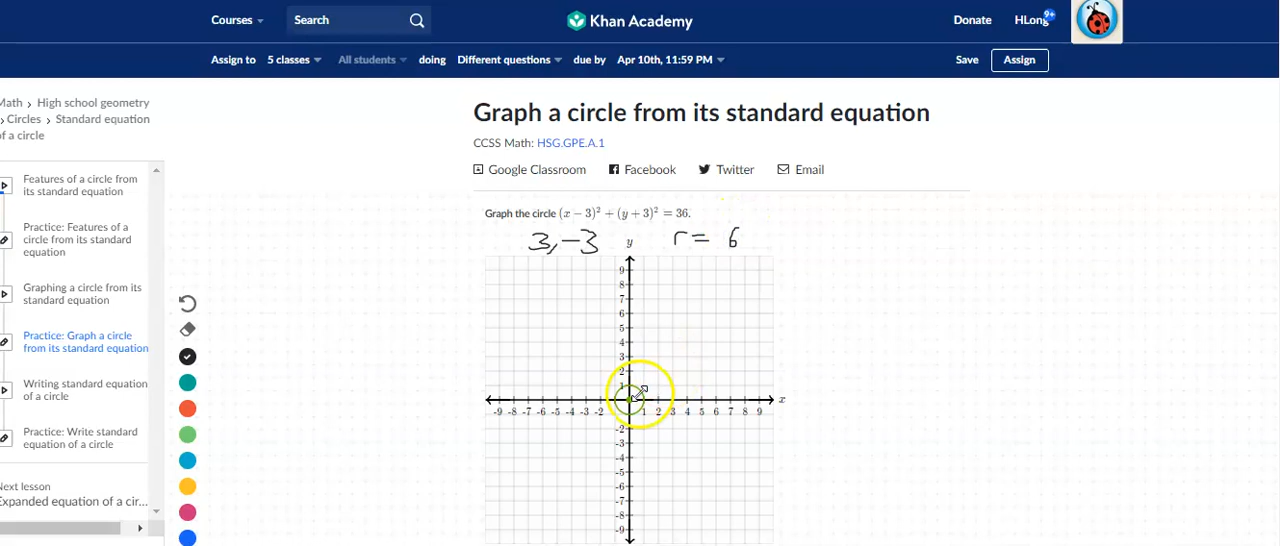 Courses
Search
Khan Academy
Donate
HLong
9+
Assign to 5 classes All students doing Different questions due by Apr 10th, 11:59 PM
Save
Assign
Math > High school geometry
> Circles > Standard equation
of a circle
Features of a circle from
its standard equation
Practice: Features of a
circle from its standard
equation
Graphing a circle from its
standard equation
Practice: Graph a circle
from its standard equation
Writing standard equation
of a circle
Practice: Write standard
equation of a circle
Next lesson
Expanded equation of a cir...
Graph a circle from its standard equation
CCSS Math: HSG.GPE.A.1
Google Classroom
Facebook
Twitter
Email
Graph the circle (x − 3)² + (y + 3)² = 36.
3, −3
y
r = 6
9
8
7
6
5
4
3
2
1
-9 -8 -7 -6 -5 -4 -3 -2 1 2 3 4 5 6 7 8 9
x
-2
-3
-4
-5
-6
-7
-8
-9